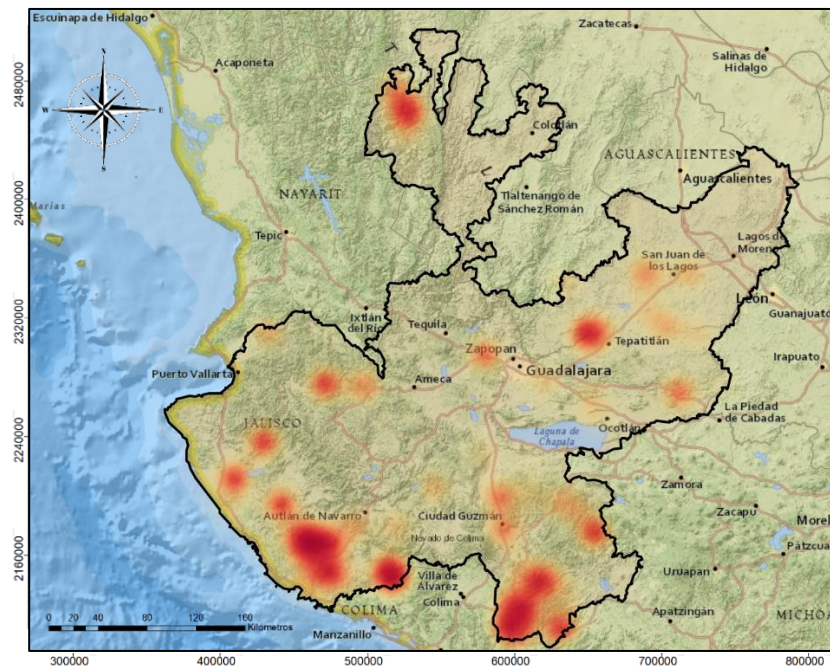 Escuinapa de Hidalgo
Zacatecas
Salinas de
Hidalgo
Acaponeta
N
W
E
S
Colotlán
AGUASCALIENTES
Aguascalientes
NAYARIT
Tlaltenango de
Sánchez Román
Marias
Tepic
Lagos de
Moreno
San Juan de
los Lagos
León
Guanajuato
Ixtlán
del Río
Tequila
Tepatitlán
Zapopan
Guadalajara
Irapuato
Puerto Vallarta
Ameca
La Piedad
de Cabadas
JALISCO
Ocotlán
Laguna de
Chapala
Zamora
Zacapu
Autlán de Navarro
Ciudad Guzmán
Nevado de Colima
Morel
Pátzcua
Villa de
Álvarez
Colima
Uruapan
COLIMA
Apatzingán
MICHOA
Manzanillo
0 20 40 80 120 160
Kilometros
2480000
2400000
2320000
2240000
2160000
300000 400000 500000 600000 700000 800000